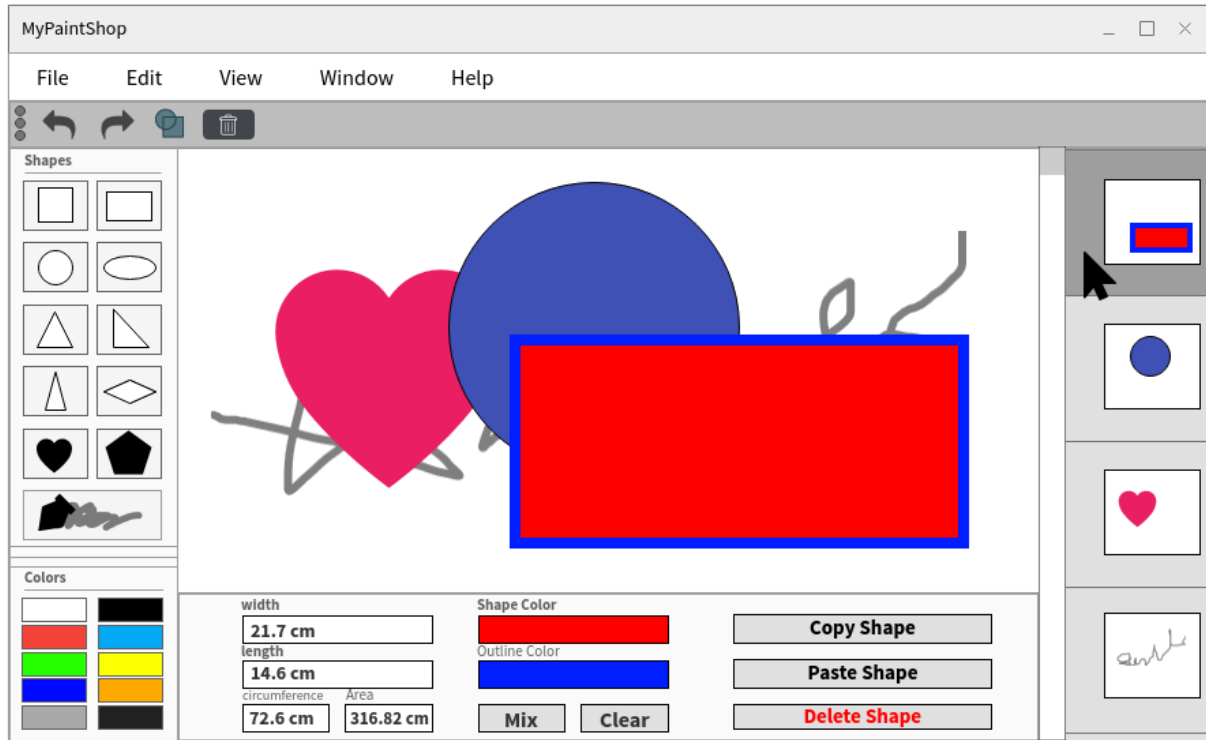 MyPaintShop
File Edit View Window Help
Shapes
Colors
width
21.7 cm
length
14.6 cm
circumference Area
72.6 cm 316.82 cm
Shape Color
Outline Color
Mix Clear
Copy Shape
Paste Shape
Delete Shape